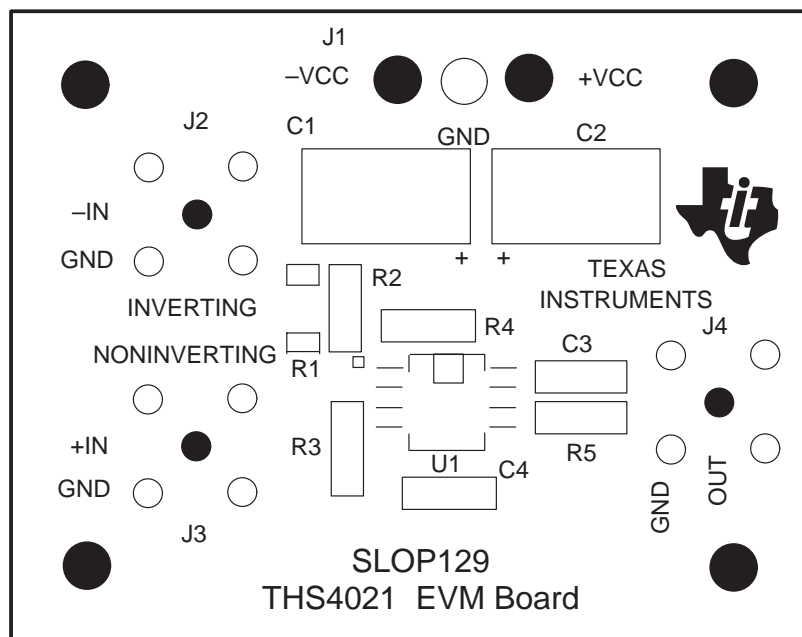 J1
–VCC
+VCC
J2
C1
GND
C2
–IN
GND
+
+
R2
TEXAS
INSTRUMENTS
INVERTING
R4
J4
NONINVERTING
R1
C3
+IN
R3
U1
C4
R5
GND
GND
OUT
J3
SLOP129
THS4021 EVM Board